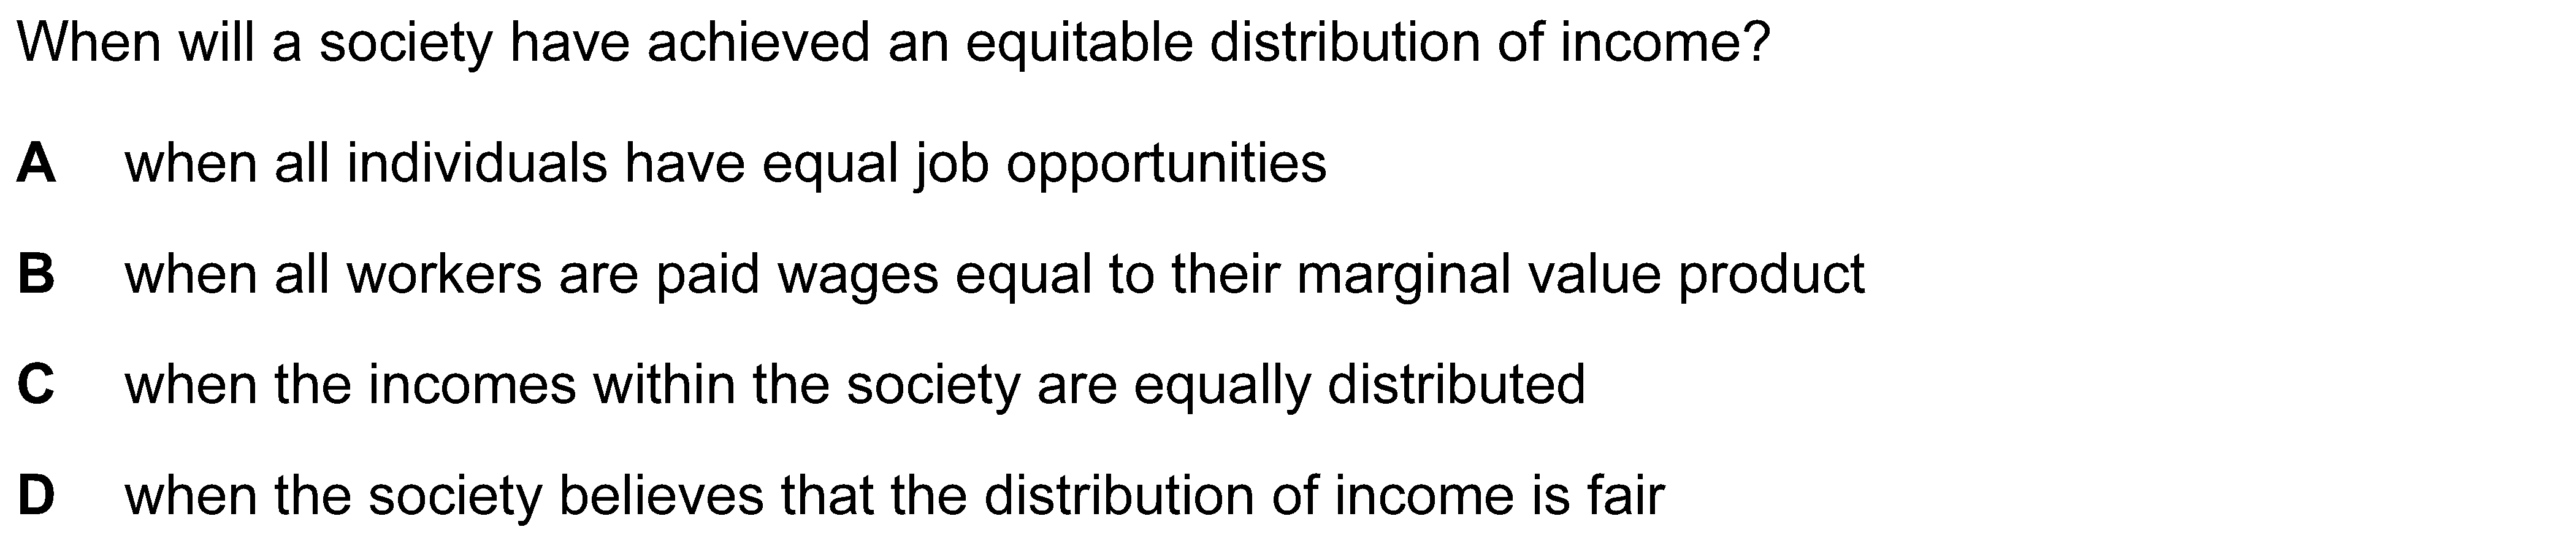 When will a society have achieved an equitable distribution of income?
A when all individuals have equal job opportunities
B when all workers are paid wages equal to their marginal value product
C when the incomes within the society are equally distributed
D when the society believes that the distribution of income is fair